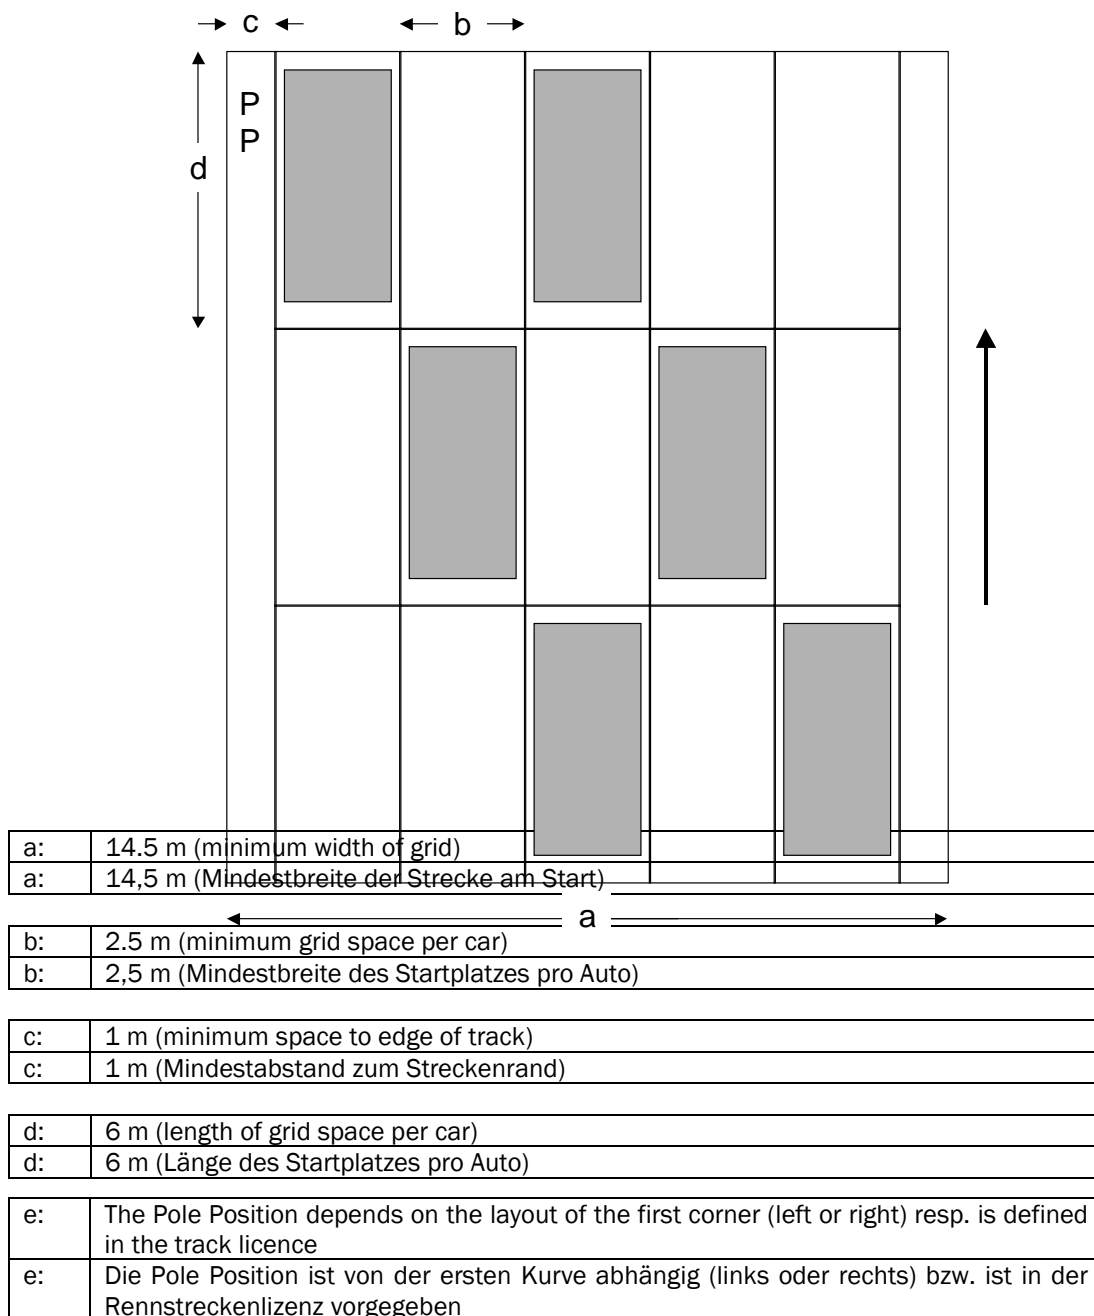 c
b
P
P
d
a: 14.5 m (minimum width of grid)
a: 14,5 m (Mindestbreite der Strecke am Start)
a
b: 2.5 m (minimum grid space per car)
b: 2,5 m (Mindestbreite des Startplatzes pro Auto)
c: 1 m (minimum space to edge of track)
c: 1 m (Mindestabstand zum Streckenrand)
d: 6 m (length of grid space per car)
d: 6 m (Länge des Startplatzes pro Auto)
e: The Pole Position depends on the layout of the first corner (left or right) resp. is defined
in the track licence
e: Die Pole Position ist von der ersten Kurve abhängig (links oder rechts) bzw. ist in der
Rennstreckenlizenz vorgegeben